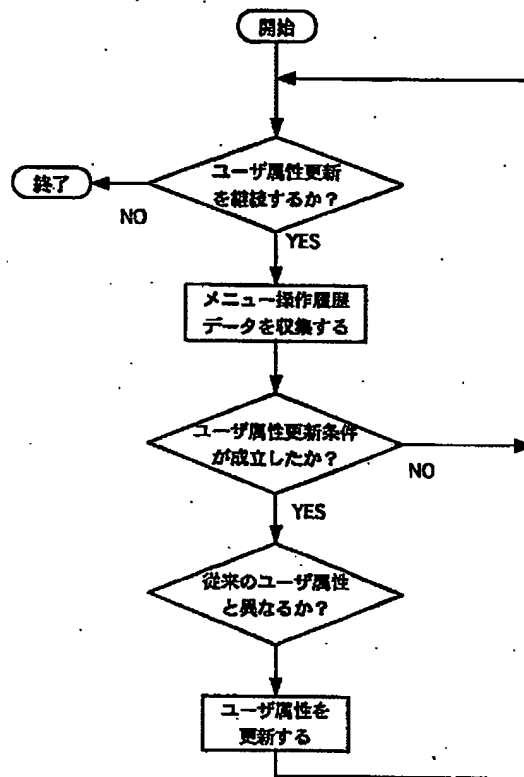 開始
ユーザ属性更新
を継続するか？
終了
NO
YES
メニュー操作履歴
データを収集する
ユーザ属性更新条件
が成立したか？
NO
YES
従来のユーザ属性
と異なるか？
ユーザ属性を
更新する